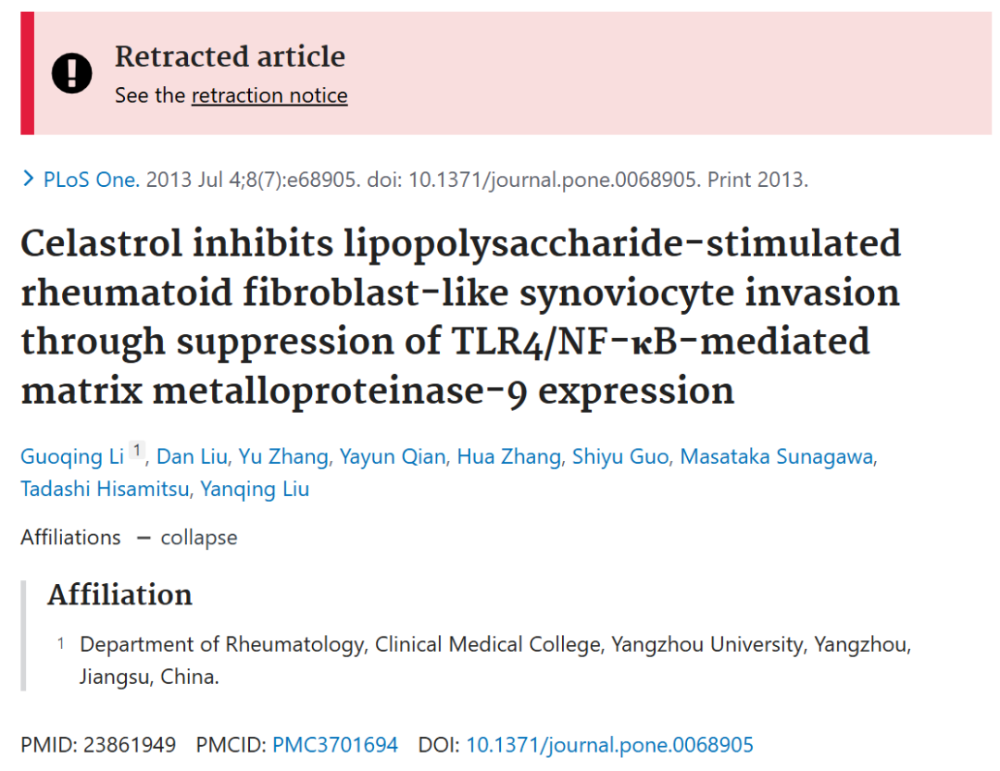 Retracted article
See the retraction notice
PLoS One. 2013 Jul 4;8(7):e68905. doi: 10.1371/journal.pone.0068905. Print 2013.
Celastrol inhibits lipopolysaccharide-stimulated
rheumatoid fibroblast-like synoviocyte invasion
through suppression of TLR4/NF-κB-mediated
matrix metalloproteinase-9 expression
Guoqing Li 1, Dan Liu, Yu Zhang, Yayun Qian, Hua Zhang, Shiyu Guo, Masataka Sunagawa,
Tadashi Hisamitsu, Yanqing Liu
Affiliations – collapse
Affiliation
1 Department of Rheumatology, Clinical Medical College, Yangzhou University, Yangzhou,
Jiangsu, China.
PMID: 23861949 PMCID: PMC3701694 DOI: 10.1371/journal.pone.0068905